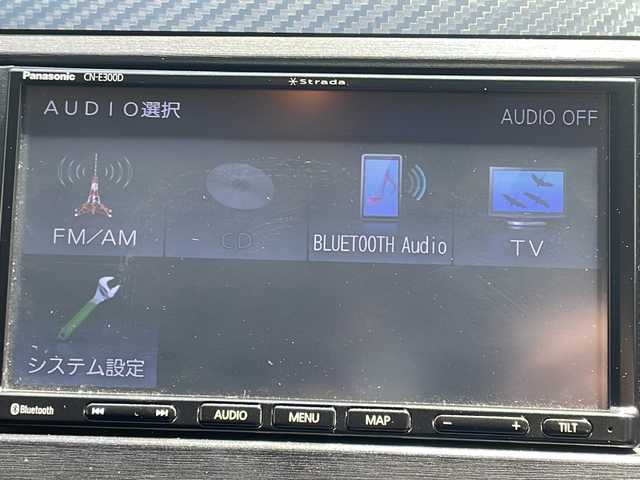 Panasonic CN-E300D
Strada
AUDIO選択
AUDIO OFF
FM/AM
CD
BLUETOOTH Audio
TV
システム設定
Bluetooth
AUDIO
MENU
MAP
− +
TILT